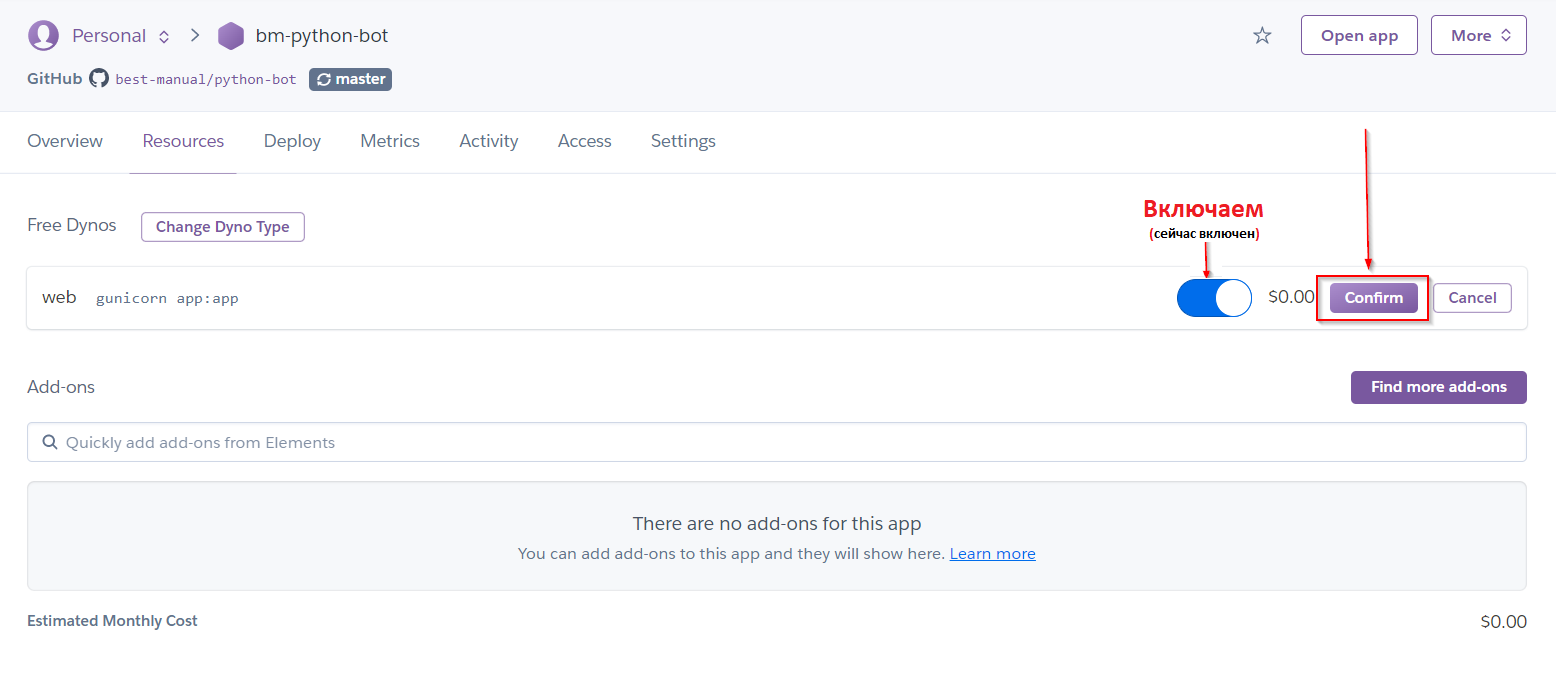 Personal bm-python-bot Open app More
GitHub best-manual/python-bot master
Overview Resources Deploy Metrics Activity Access Settings
Включаем
(сейчас включен)
Free Dynos Change Dyno Type
web gunicorn app:app $0.00 Confirm Cancel
Add-ons Find more add-ons
Quickly add add-ons from Elements
There are no add-ons for this app
You can add add-ons to this app and they will show here. Learn more
Estimated Monthly Cost $0.00